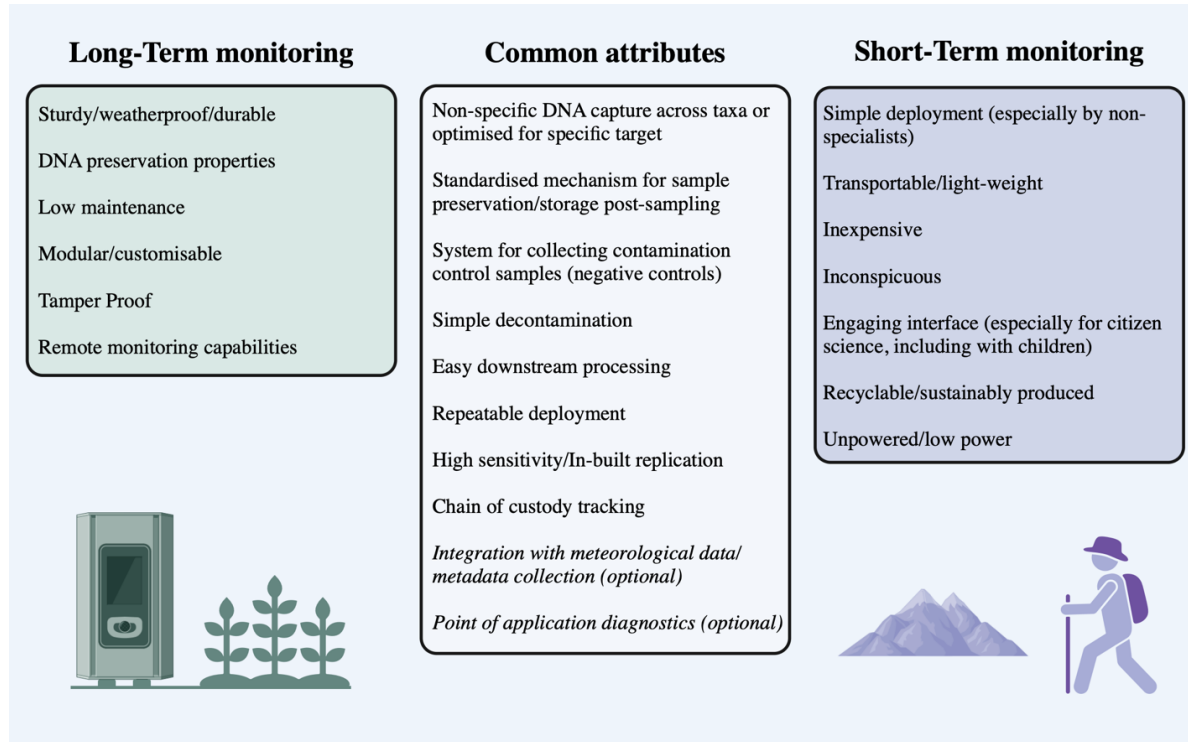 Long-Term monitoring
Sturdy/weatherproof/durable
DNA preservation properties
Low maintenance
Modular/customisable
Tamper Proof
Remote monitoring capabilities
Common attributes
Non-specific DNA capture across taxa or
optimised for specific target
Standardised mechanism for sample
preservation/storage post-sampling
System for collecting contamination
control samples (negative controls)
Simple decontamination
Easy downstream processing
Repeatable deployment
High sensitivity/In-built replication
Chain of custody tracking
Integration with meteorological data/
metadata collection (optional)
Point of application diagnostics (optional)
Short-Term monitoring
Simple deployment (especially by non-
specialists)
Transportable/light-weight
Inexpensive
Inconspicuous
Engaging interface (especially for citizen
science, including with children)
Recyclable/sustainably produced
Unpowered/low power